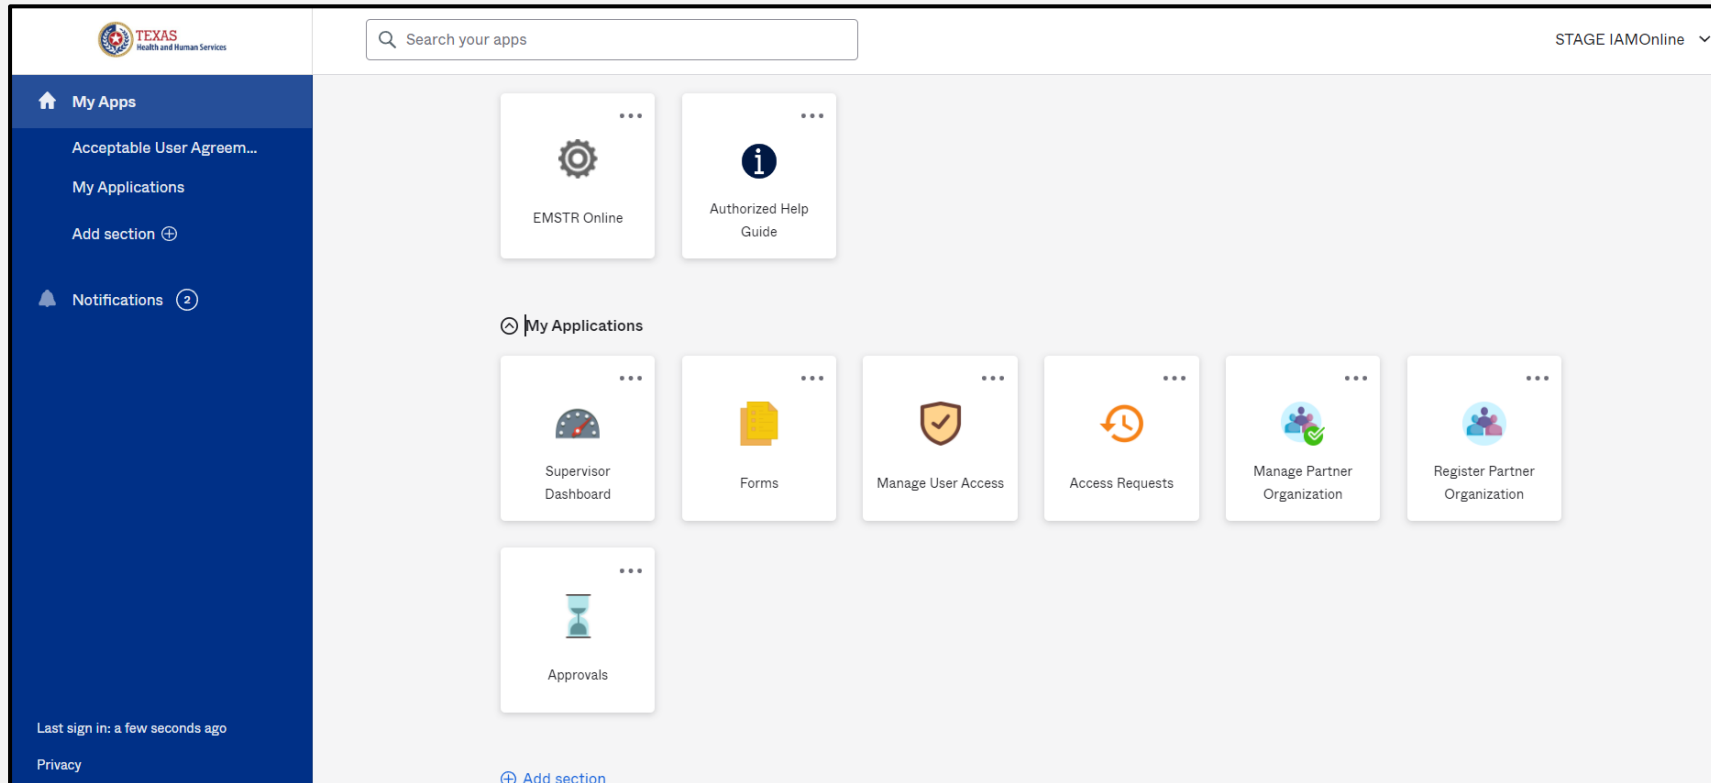 TEXAS
Health and Human Services
Search your apps
STAGE IAMOnline
My Apps
Acceptable User Agreem...
My Applications
Add section
Notifications 2
Last sign in: a few seconds ago
Privacy
EMSTR Online
Authorized Help
Guide
My Applications
Supervisor
Dashboard
Forms
Manage User Access
Access Requests
Manage Partner
Organization
Register Partner
Organization
Approvals
Add section